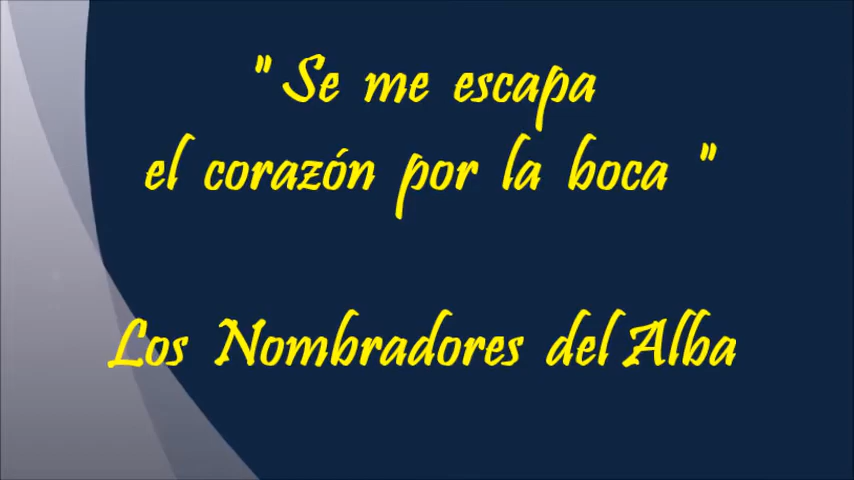 " Se me escapa
el corazón por la boca "
Los Nombradores del Alba